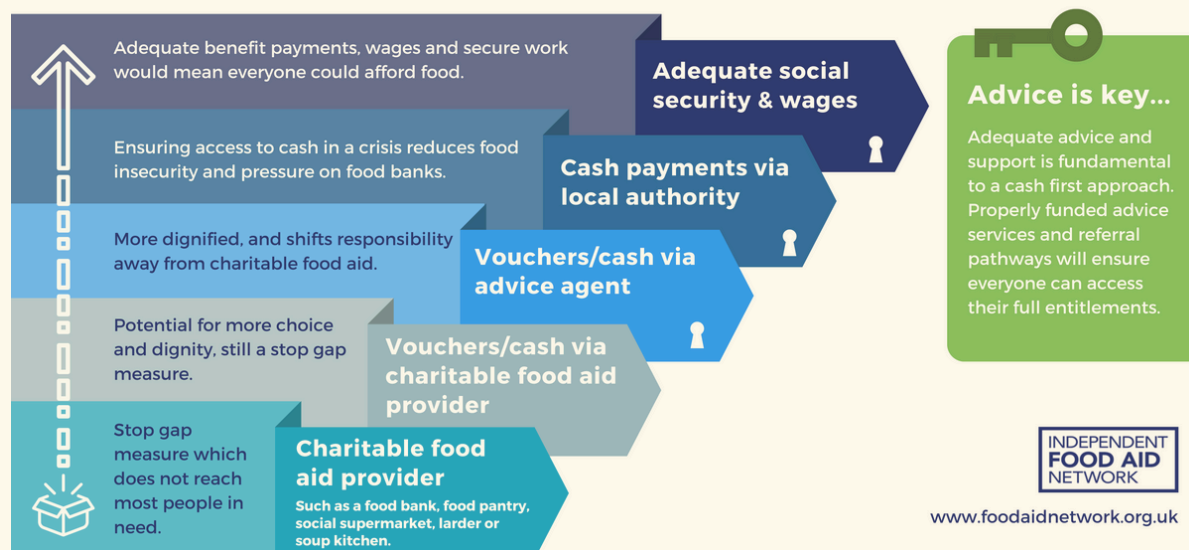 Adequate benefit payments, wages and secure work
would mean everyone could afford food.
Adequate social
security & wages
Ensuring access to cash in a crisis reduces food
insecurity and pressure on food banks.
Cash payments via
local authority
More dignified, and shifts responsibility
away from charitable food aid.
Vouchers/cash via
advice agent
Potential for more choice
and dignity, still a stop gap
measure.
Vouchers/cash via
charitable food aid
provider
Stop gap
measure which
does not reach
most people in
need.
Charitable food
aid provider
Such as a food bank, food pantry,
social supermarket, larder or
soup kitchen.
Advice is key...
Adequate advice and
support is fundamental
to a cash first approach.
Properly funded advice
services and referral
pathways will ensure
everyone can access
their full entitlements.
INDEPENDENT
FOOD AID
NETWORK
www.foodaidnetwork.org.uk